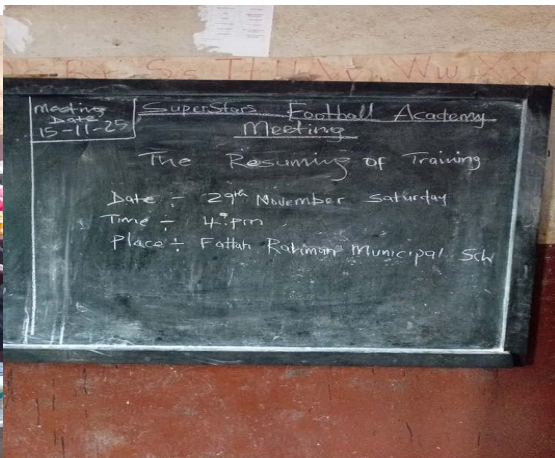 Meeting
Date
15-11-25
SuperStars Football Academy
Meeting
The Resuming of Training
Date :- 29th November Saturday
Time :- 4:pm
Place :- Fattah Rahiman Municipal Sch